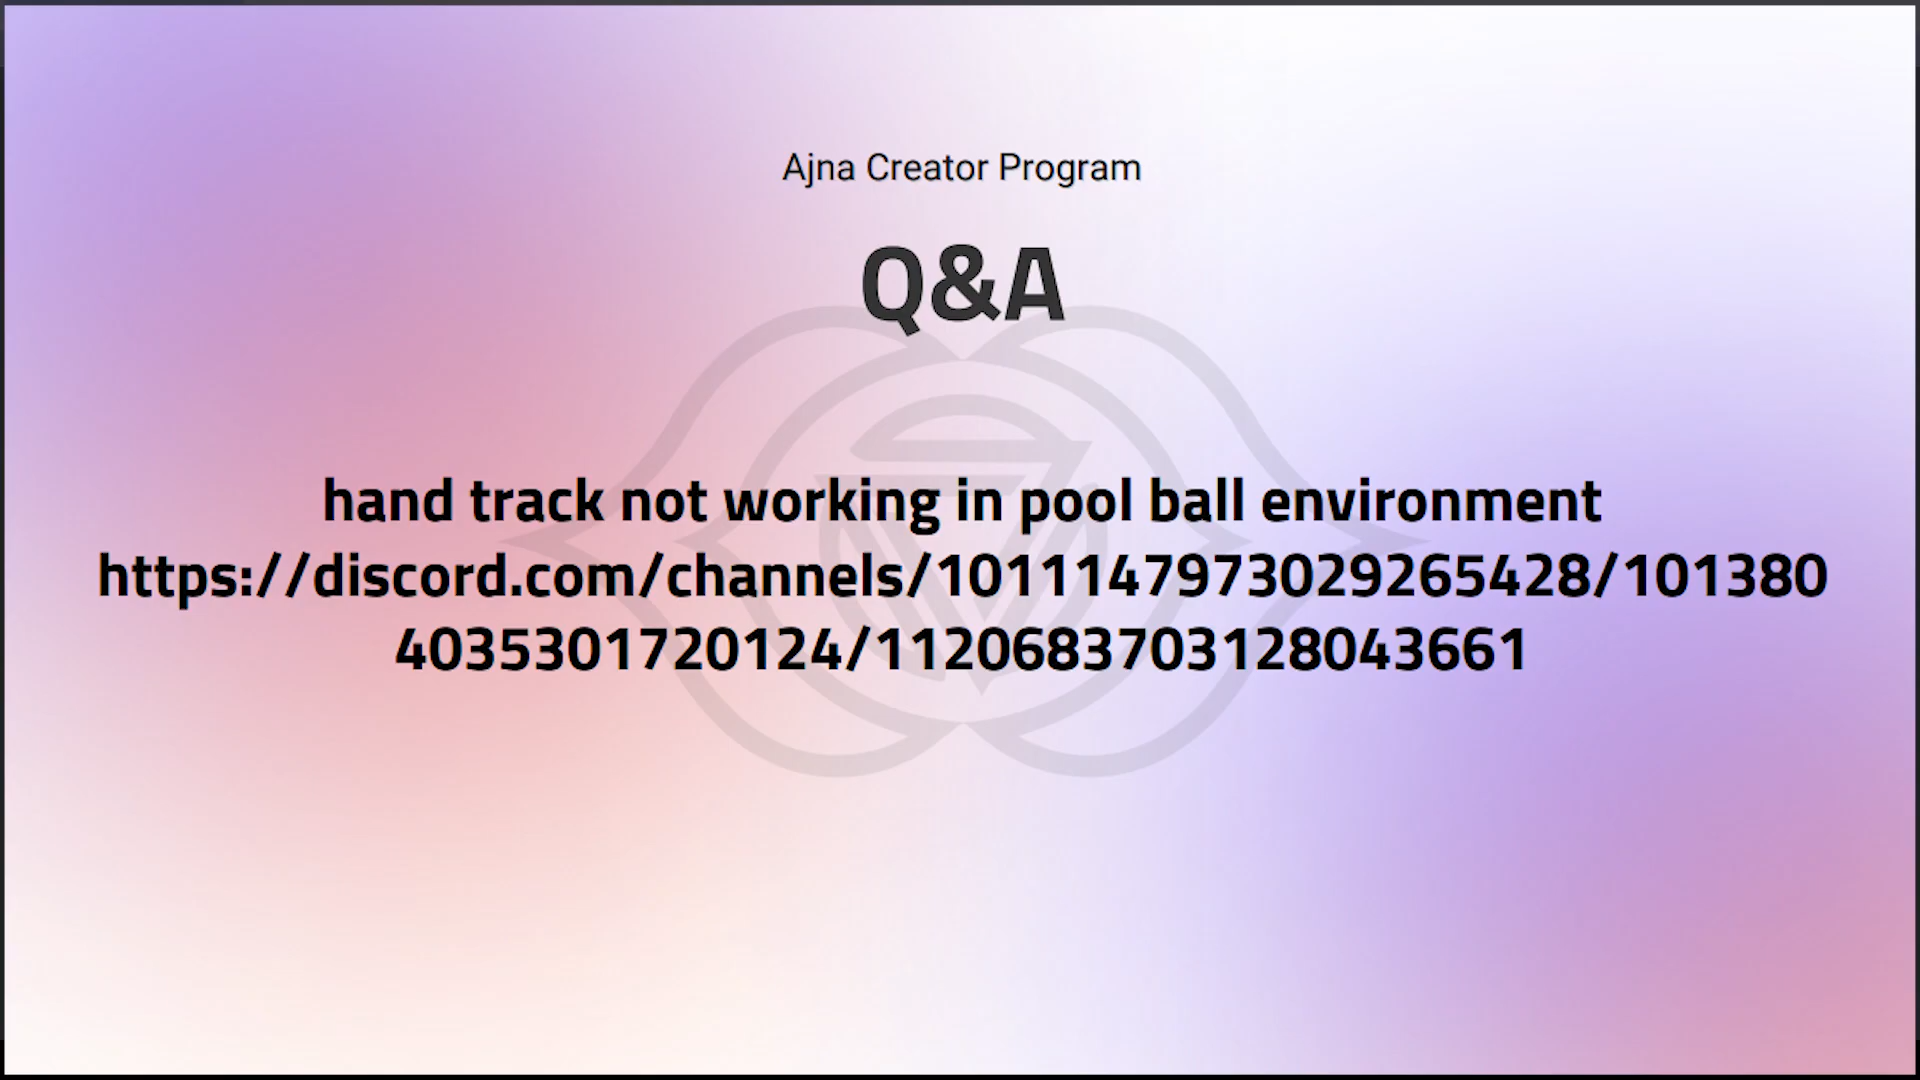 Ajna Creator Program
Q&A
hand track not working in pool ball environment
https://discord.com/channels/1011147973029265428/101380
4035301720124/1120683703128043661